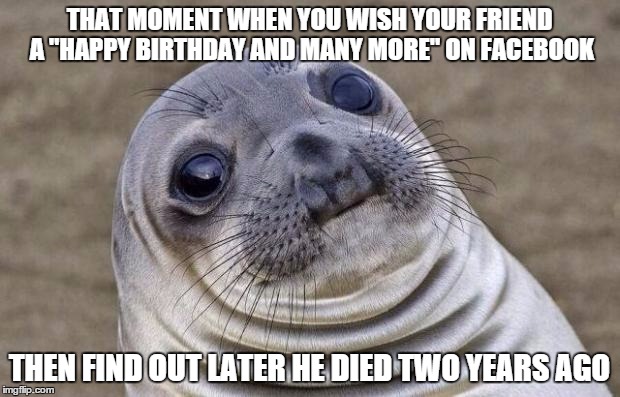 THAT MOMENT WHEN YOU WISH YOUR FRIEND
A "HAPPY BIRTHDAY AND MANY MORE" ON FACEBOOK
THEN FIND OUT LATER HE DIED TWO YEARS AGO
imgflip.com